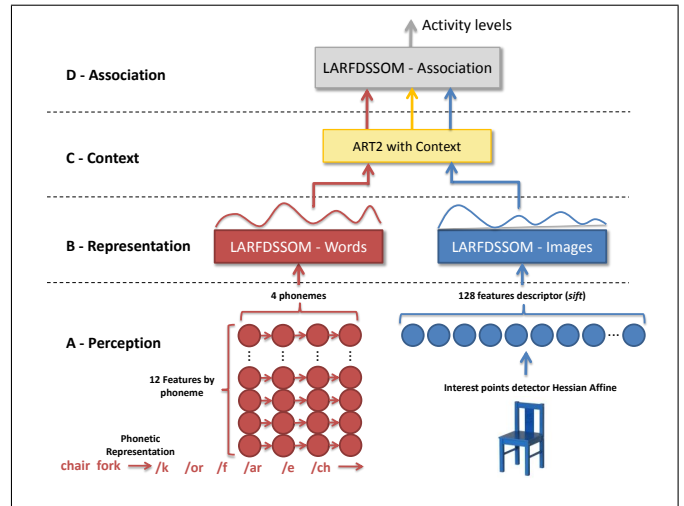 Activity levels
D - Association
LARFDSSOM - Association
C - Context
ART2 with Context
B - Representation
LARFDSSOM - Words
LARFDSSOM - Images
4 phonemes
128 features descriptor (sift)
A - Perception
12 Features by
phoneme
Interest points detector Hessian Affine
Phonetic
Representation
chair fork /k /or /f /ar /e /ch